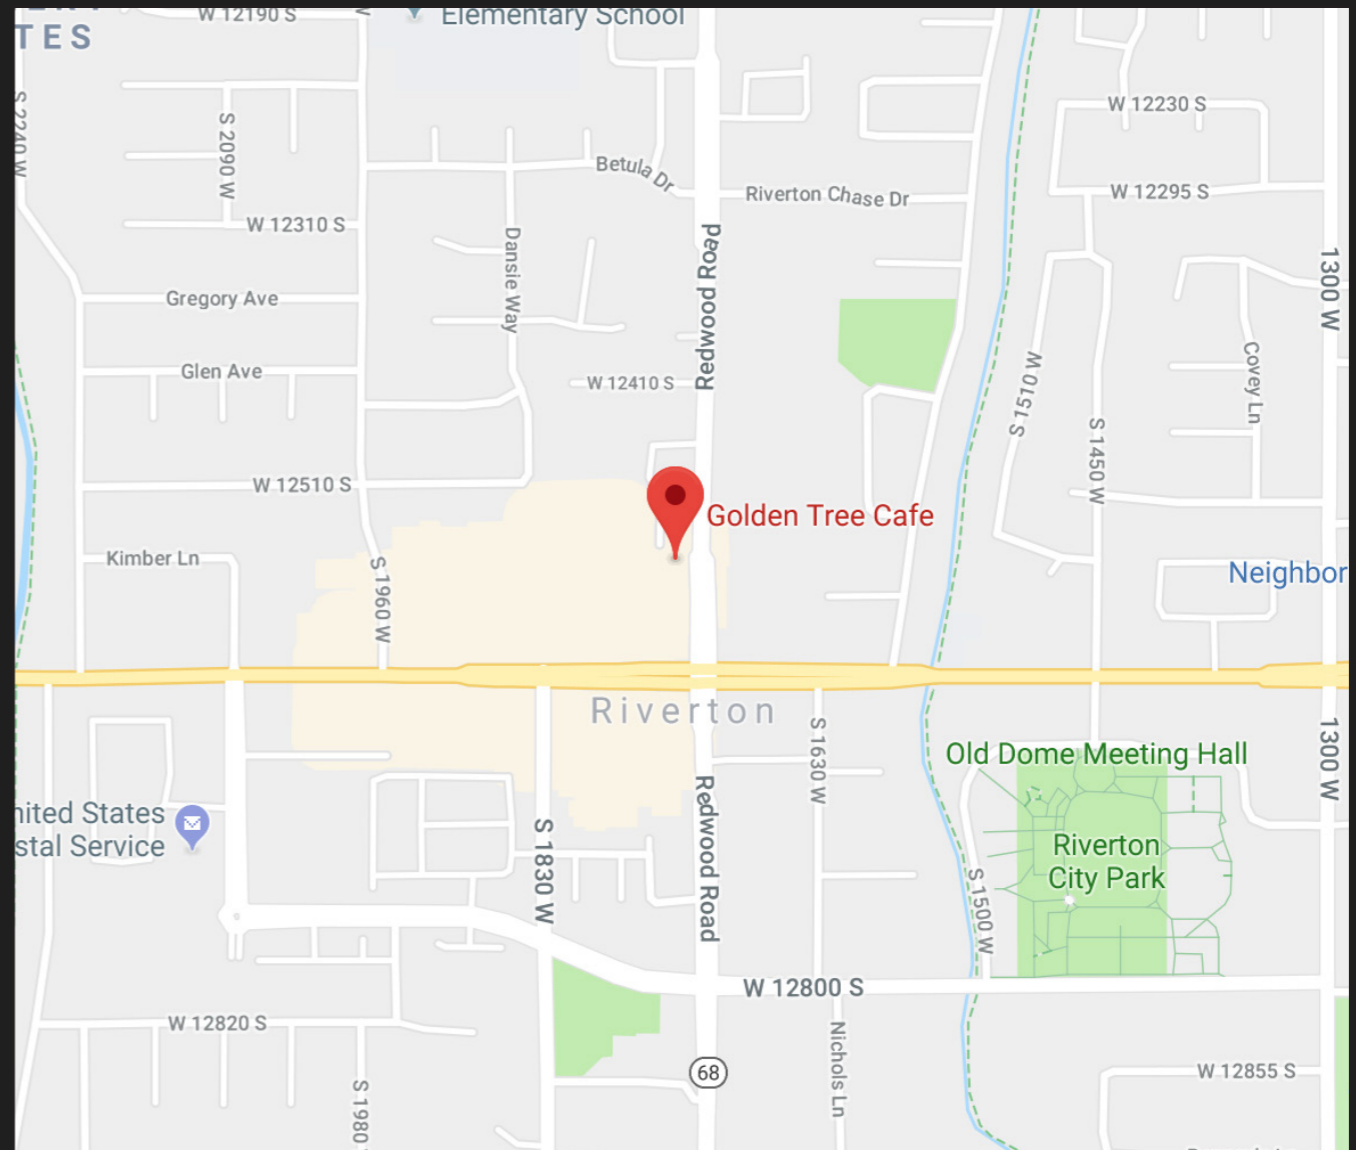 W 12190 S
Elementary School
TES
S 2240 W
S 2090 W
W 12230 S
Betula Dr
Riverton Chase Dr
W 12295 S
W 12310 S
Dansie Way
Redwood Road
1300 W
Gregory Ave
Glen Ave
W 12410 S
S 1510 W
Covey Ln
S 1450 W
W 12510 S
Golden Tree Cafe
Kimber Ln
S 1960 W
Neighbor
Riverton
S 1630 W
1300 W
Old Dome Meeting Hall
nited States
stal Service
Redwood Road
S 1830 W
Riverton
City Park
S 1500 W
W 12800 S
W 12820 S
Nichols Ln
68
W 12855 S
S 1980